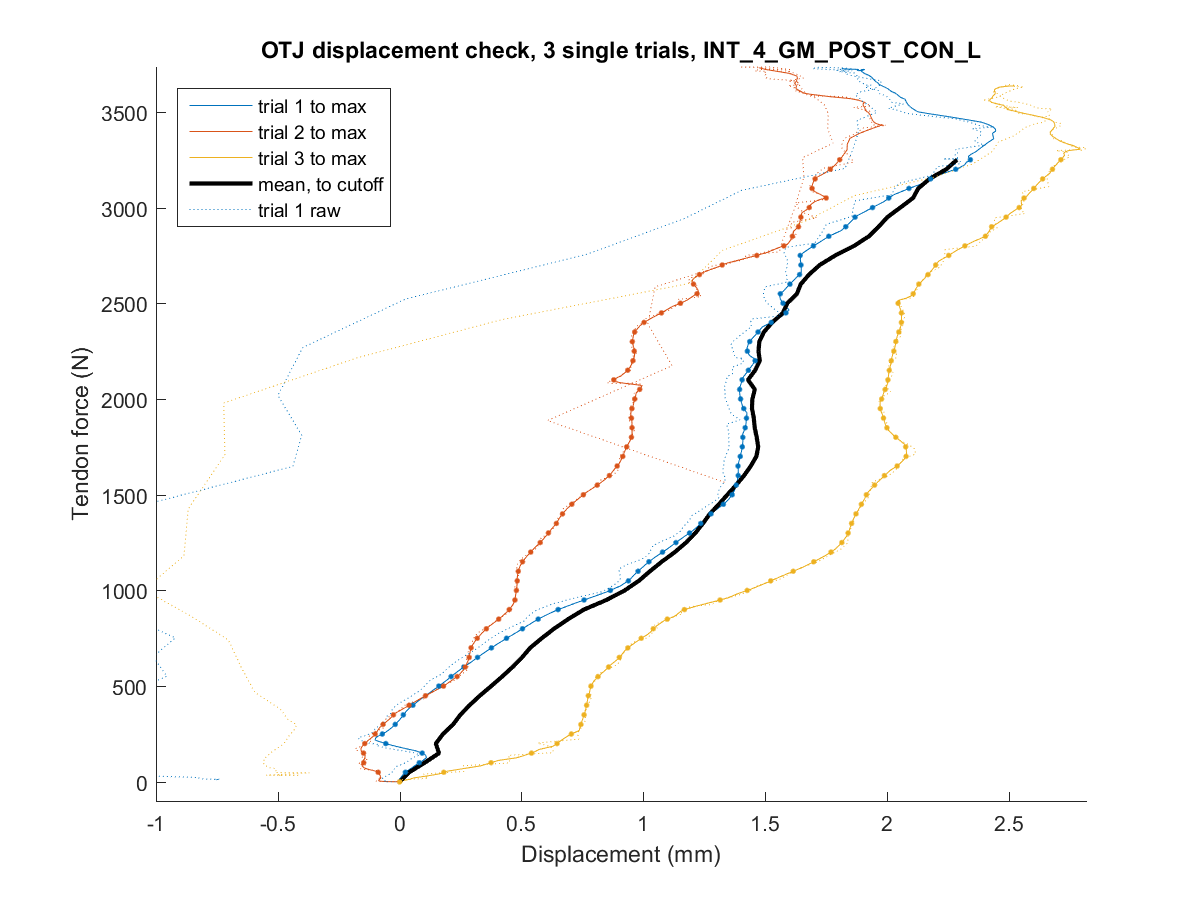 OTJ displacement check, 3 single trials, INT_4_GM_POST_CON_L
trial 1 to max
trial 2 to max
trial 3 to max
mean, to cutoff
trial 1 raw
3500
3000
2500
2000
1500
1000
500
0
Tendon force (N)
-1 -0.5 0 0.5 1 1.5 2 2.5
Displacement (mm)